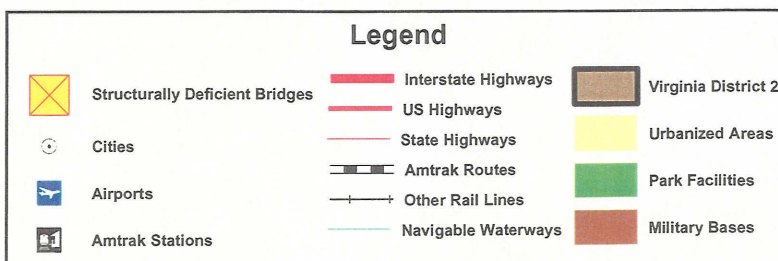 Legend
Structurally Deficient Bridges
Cities
Airports
Amtrak Stations
Interstate Highways
US Highways
State Highways
Amtrak Routes
Other Rail Lines
Navigable Waterways
Virginia District 2
Urbanized Areas
Park Facilities
Military Bases